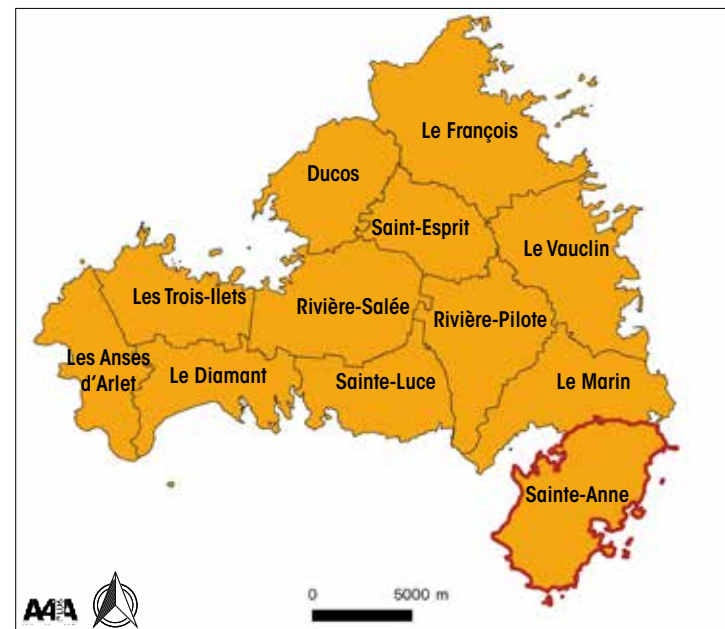 Le François
Ducos
Saint-Esprit
Le Vauclin
Les Trois-Ilets
Rivière-Salée
Rivière-Pilote
Les Anses
d'Arlet
Le Diamant
Sainte-Luce
Le Marin
Sainte-Anne
0 5000 m